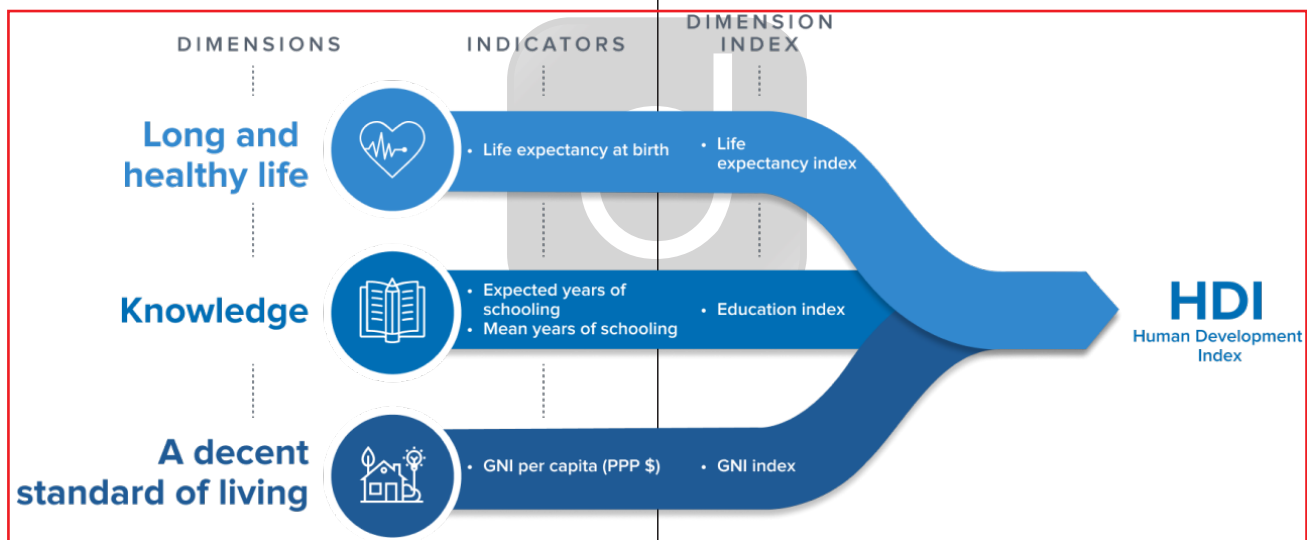 DIMENSIONS
INDICATORS
DIMENSION
INDEX
Long and
healthy life
• Life expectancy at birth
• Life
expectancy index
Knowledge
• Expected years of
schooling
• Mean years of schooling
• Education index
A decent
standard of living
• GNI per capita (PPP $)
• GNI index
HDI
Human Development
Index